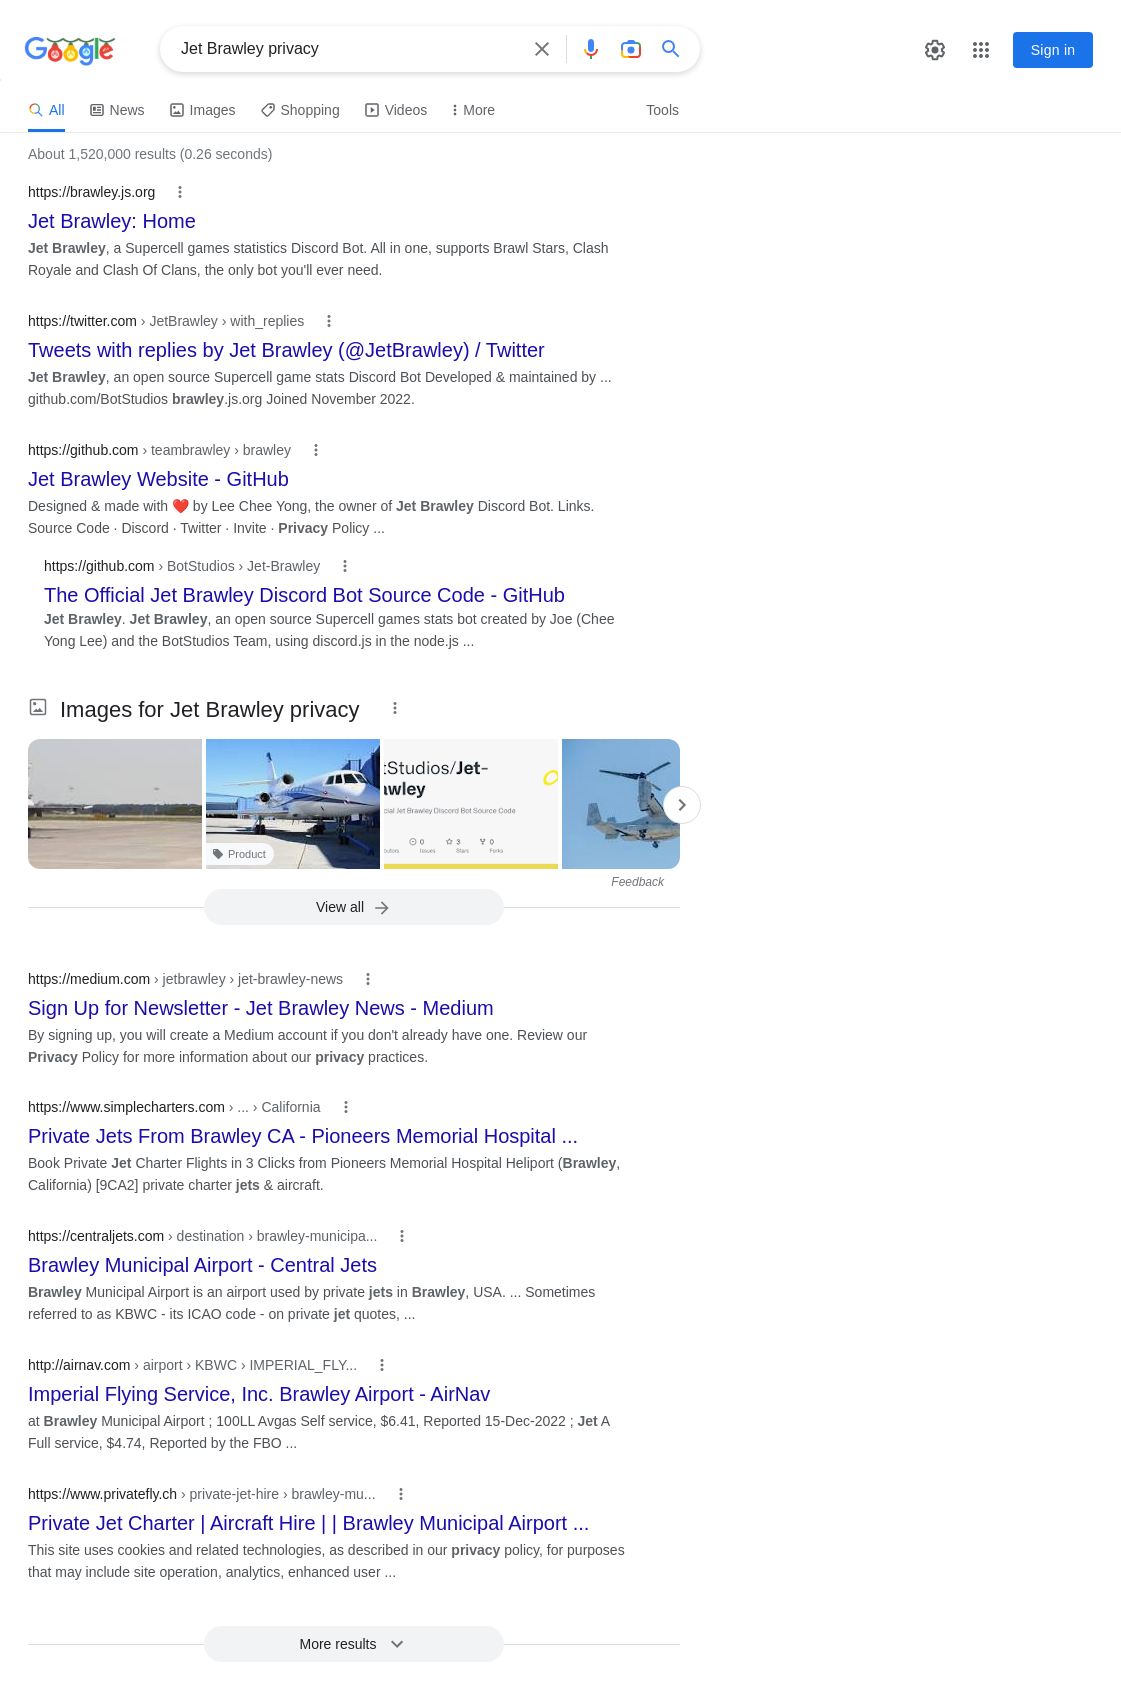 Google
Jet Brawley privacy
Sign in
All
News
Images
Shopping
Videos
More
Tools
About 1,520,000 results (0.26 seconds)
https://brawley.js.org
Jet Brawley: Home
Jet Brawley, a Supercell games statistics Discord Bot. All in one, supports Brawl Stars, Clash
Royale and Clash Of Clans, the only bot you'll ever need.
https://twitter.com › JetBrawley › with_replies
Tweets with replies by Jet Brawley (@JetBrawley) / Twitter
Jet Brawley, an open source Supercell game stats Discord Bot Developed & maintained by ...
github.com/BotStudios brawley.js.org Joined November 2022.
https://github.com › teambrawley › brawley
Jet Brawley Website - GitHub
Designed & made with ❤️ by Lee Chee Yong, the owner of Jet Brawley Discord Bot. Links.
Source Code · Discord · Twitter · Invite · Privacy Policy ...
https://github.com › BotStudios › Jet-Brawley
The Official Jet Brawley Discord Bot Source Code - GitHub
Jet Brawley. Jet Brawley, an open source Supercell games stats bot created by Joe (Chee
Yong Lee) and the BotStudios Team, using discord.js in the node.js ...
Images for Jet Brawley privacy
tStudios/Jet-
awley
cial Jet Brawley Discord Bot Source Code
0
3
0
butors
Issues
Stars
Forks
Product
Feedback
View all
https://medium.com › jetbrawley › jet-brawley-news
Sign Up for Newsletter - Jet Brawley News - Medium
By signing up, you will create a Medium account if you don't already have one. Review our
Privacy Policy for more information about our privacy practices.
https://www.simplecharters.com › ... › California
Private Jets From Brawley CA - Pioneers Memorial Hospital ...
Book Private Jet Charter Flights in 3 Clicks from Pioneers Memorial Hospital Heliport (Brawley,
California) [9CA2] private charter jets & aircraft.
https://centraljets.com › destination › brawley-municipa...
Brawley Municipal Airport - Central Jets
Brawley Municipal Airport is an airport used by private jets in Brawley, USA. ... Sometimes
referred to as KBWC - its ICAO code - on private jet quotes, ...
http://airnav.com › airport › KBWC › IMPERIAL_FLY...
Imperial Flying Service, Inc. Brawley Airport - AirNav
at Brawley Municipal Airport ; 100LL Avgas Self service, $6.41, Reported 15-Dec-2022 ; Jet A
Full service, $4.74, Reported by the FBO ...
https://www.privatefly.ch › private-jet-hire › brawley-mu...
Private Jet Charter | Aircraft Hire | | Brawley Municipal Airport ...
This site uses cookies and related technologies, as described in our privacy policy, for purposes
that may include site operation, analytics, enhanced user ...
More results